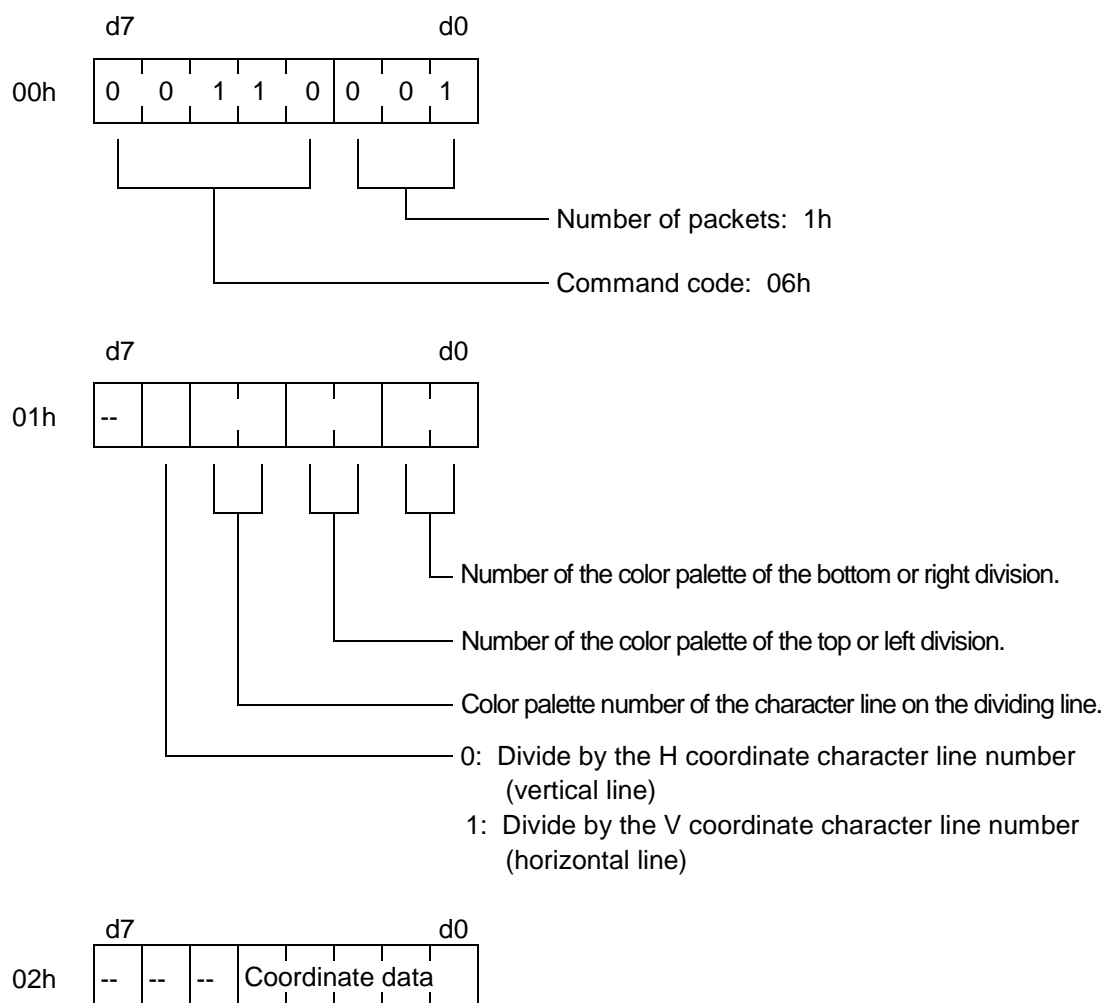 d7 d0
00h 0 0 1 1 0 0 0 1
Number of packets: 1h
Command code: 06h
d7 d0
01h --
Number of the color palette of the bottom or right division.
Number of the color palette of the top or left division.
Color palette number of the character line on the dividing line.
0: Divide by the H coordinate character line number
(vertical line)
1: Divide by the V coordinate character line number
(horizontal line)
d7 d0
02h -- -- -- Coordinate data